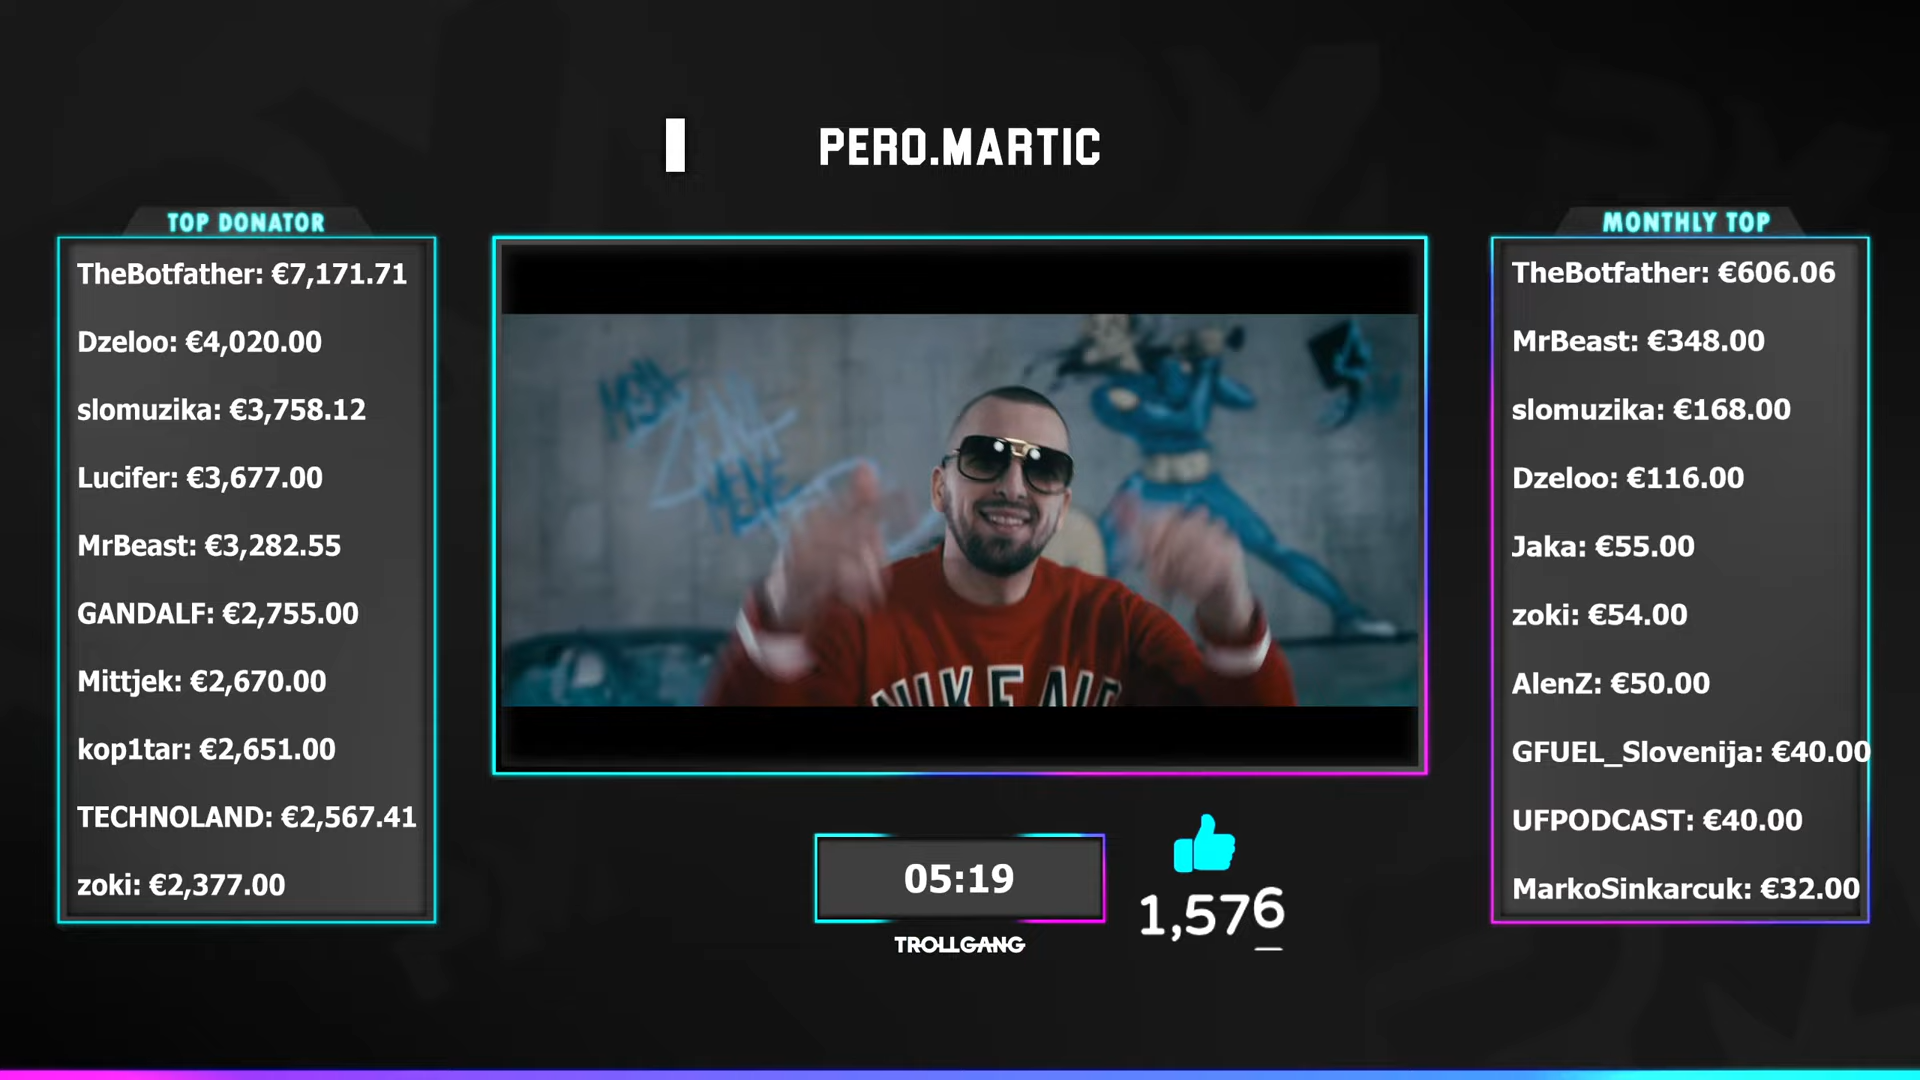 PERO.MARTIC
TOP DONATOR
TheBotfather: €7,171.71
Dzeloo: €4,020.00
slomuzika: €3,758.12
Lucifer: €3,677.00
MrBeast: €3,282.55
GANDALF: €2,755.00
Mittjek: €2,670.00
kop1tar: €2,651.00
TECHNOLAND: €2,567.41
zoki: €2,377.00
NIKE AIR
05:19
TROLLGANG
1,576
MONTHLY TOP
TheBotfather: €606.06
MrBeast: €348.00
slomuzika: €168.00
Dzeloo: €116.00
Jaka: €55.00
zoki: €54.00
AlenZ: €50.00
GFUEL_Slovenija: €40.00
UFPODCAST: €40.00
MarkoSinkarcuk: €32.00